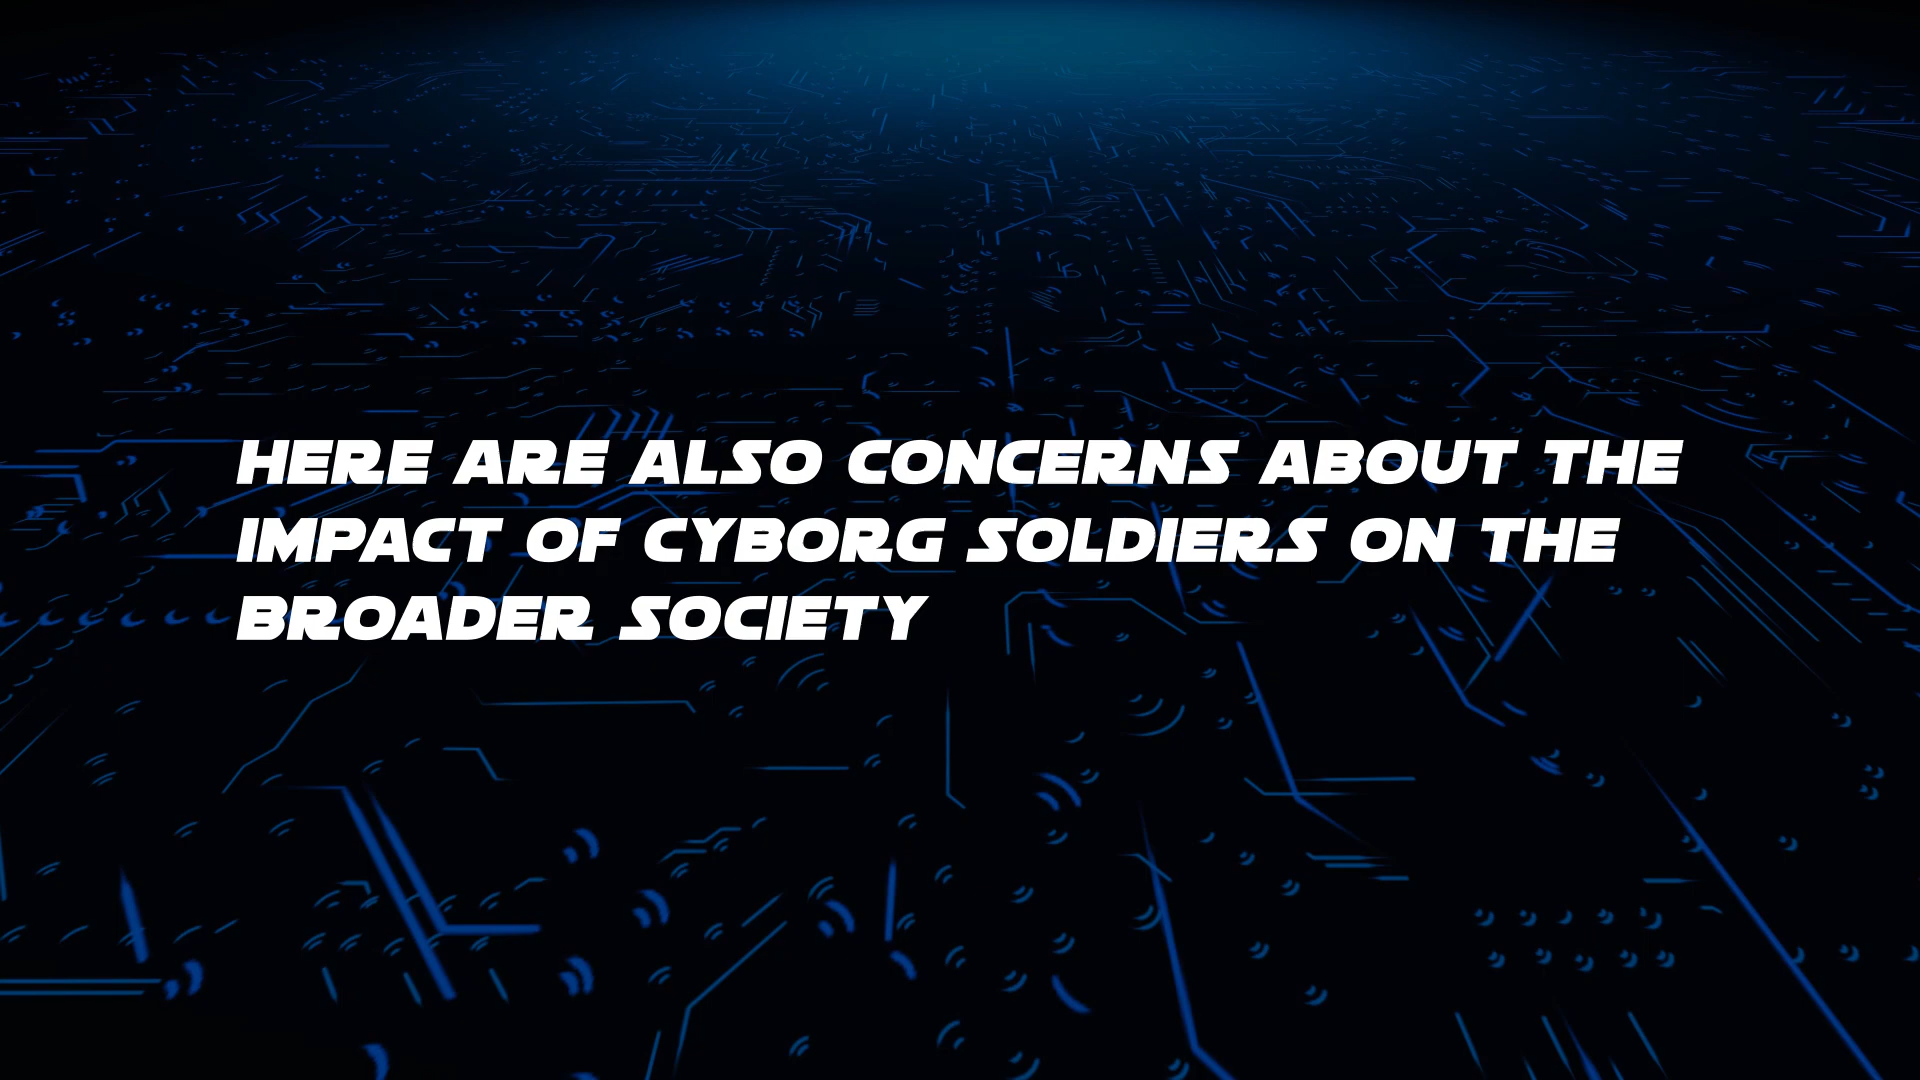 HERE ARE ALSO CONCERNS ABOUT THE
IMPACT OF CYBORG SOLDIERS ON THE
BROADER SOCIETY